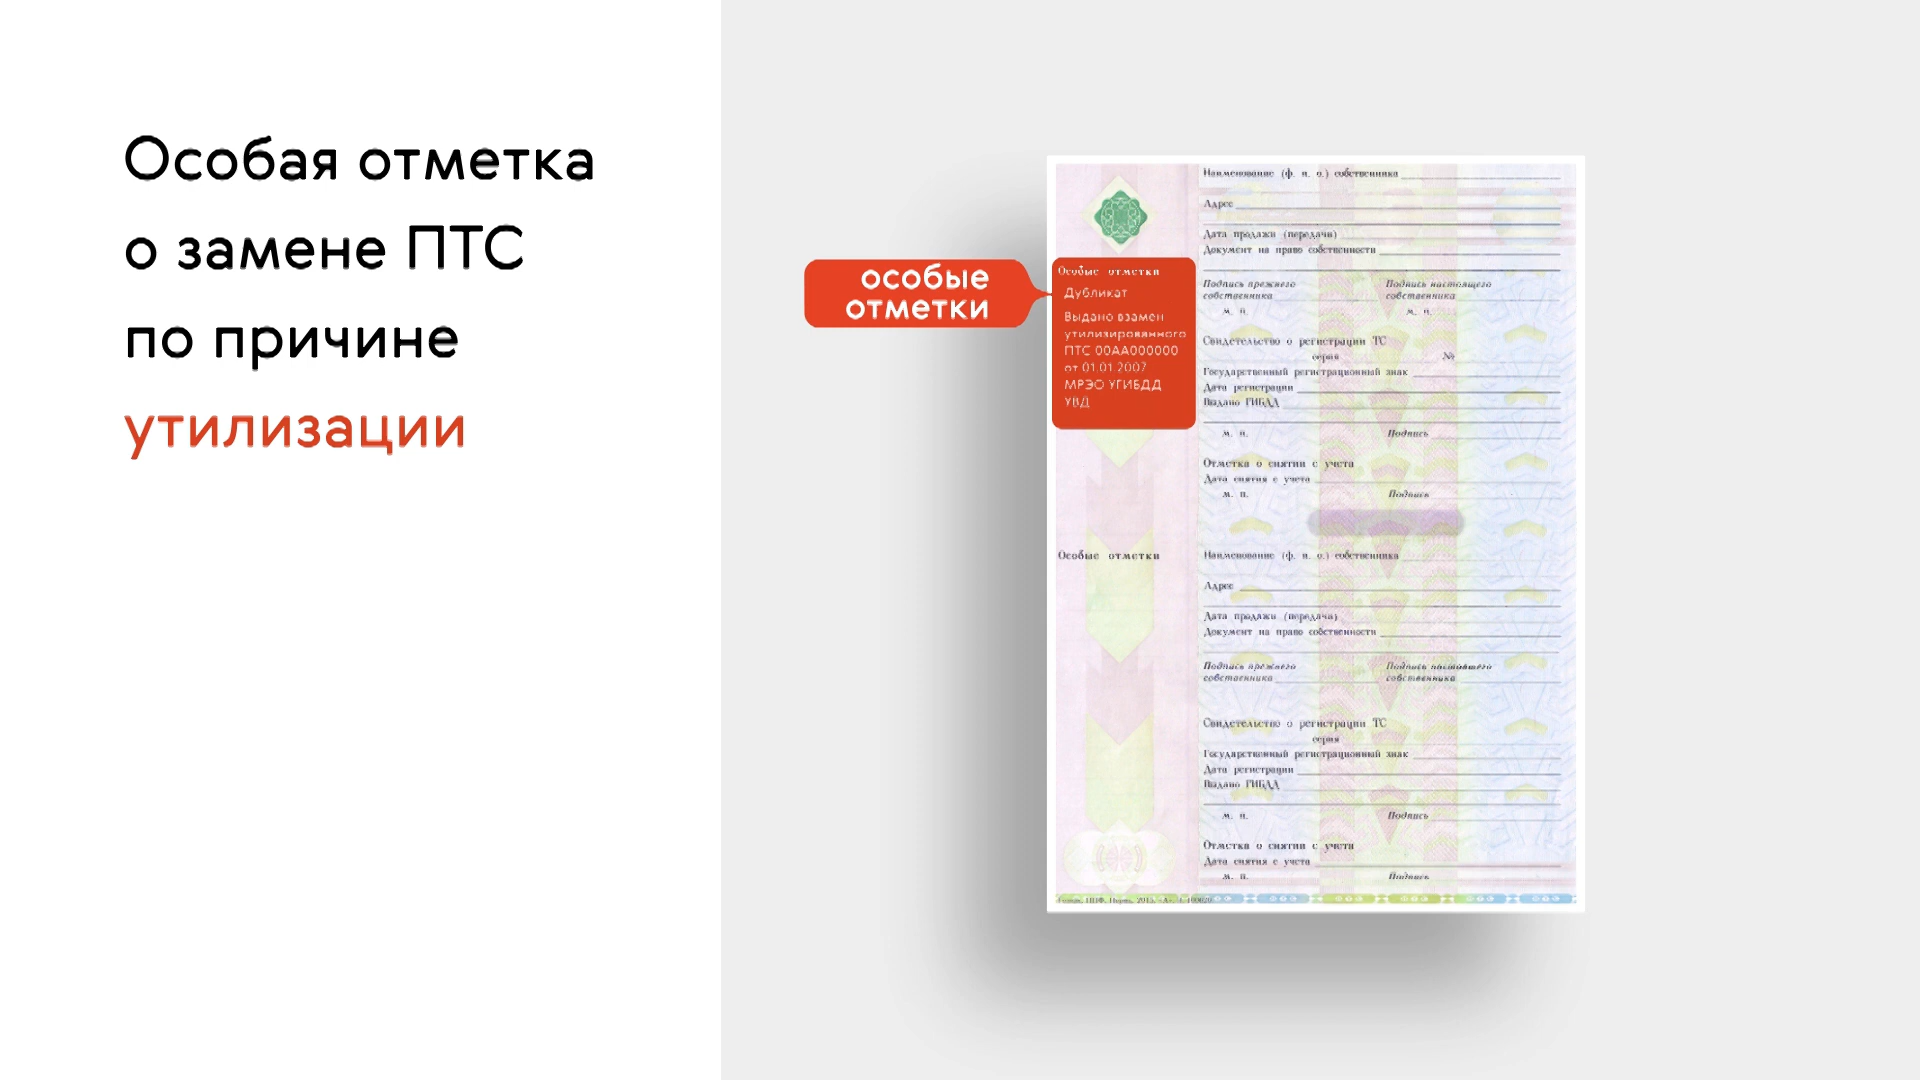 Особая отметка
о замене ПТС
по причине
утилизации
особые
отметки
Особые отметки
Дубликат
Выдано взамен
утилизированного
ПТС 00АА000000
от 01.01.2007
МРЭО УГИБДД
УВД
Наименование (ф. и. о.) собственника
Адрес
Дата продажи (передачи)
Документ на право собственности
Подпись прежнего Подпись настоящего
собственника собственника
м. п. м. п.
Свидетельство о регистрации ТС
серия №
Государственный регистрационный знак
Дата регистрации
Выдано ГИБДД
м. п. Подпись
Отметка о снятии с учета
Дата снятия с учета
м. п. Подпись
Особые отметки
Наименование (ф. и. о.) собственника
Адрес
Дата продажи (передачи)
Документ на право собственности
Подпись прежнего Подпись настоящего
собственника собственника
Свидетельство о регистрации ТС
серия
Государственный регистрационный знак
Дата регистрации
Выдано ГИБДД
м. п. Подпись
Отметка о снятии с учета
Дата снятия с учета
м. п. Подпись